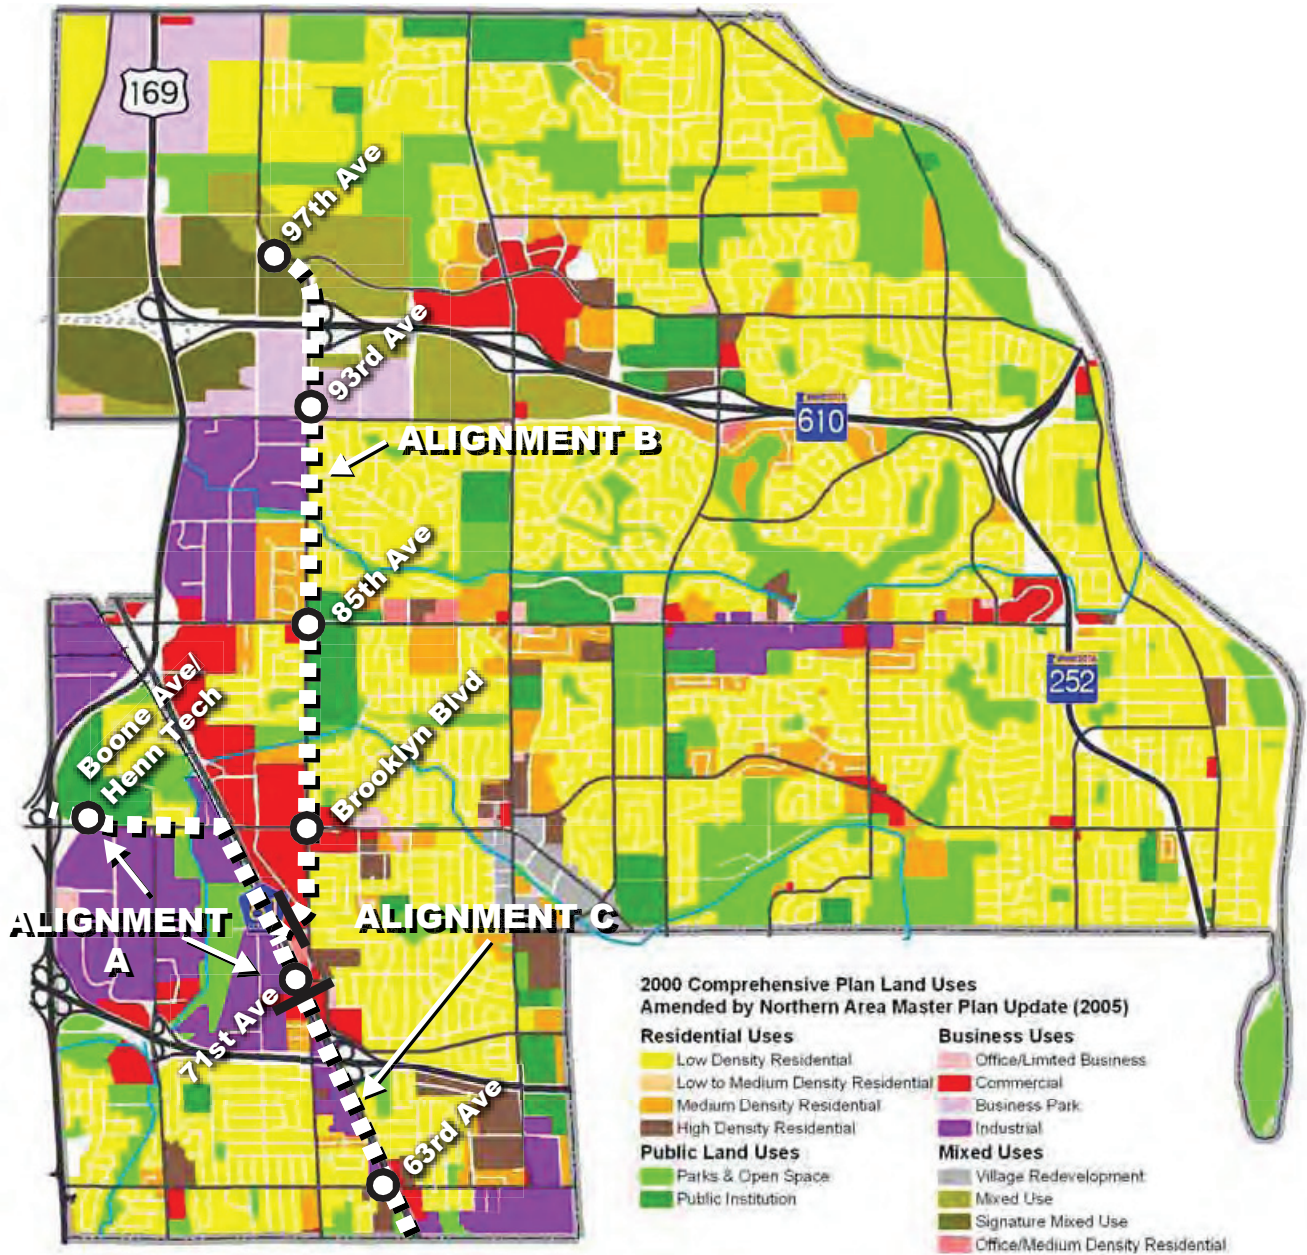 169
97th Ave
93rd Ave
ALIGNMENT B
610
85th Ave
252
Boone Ave/
Henn Tech
Brooklyn Blvd
ALIGNMENT
A
ALIGNMENT C
71st Ave
63rd Ave
2000 Comprehensive Plan Land Uses
Amended by Northern Area Master Plan Update (2005)
Residential Uses
Low Density Residential
Low to Medium Density Residential
Medium Density Residential
High Density Residential
Public Land Uses
Parks & Open Space
Public Institution
Business Uses
Office/Limited Business
Commercial
Business Park
Industrial
Mixed Uses
Village Redevelopment
Mixed Use
Signature Mixed Use
Office/Medium Density Residential